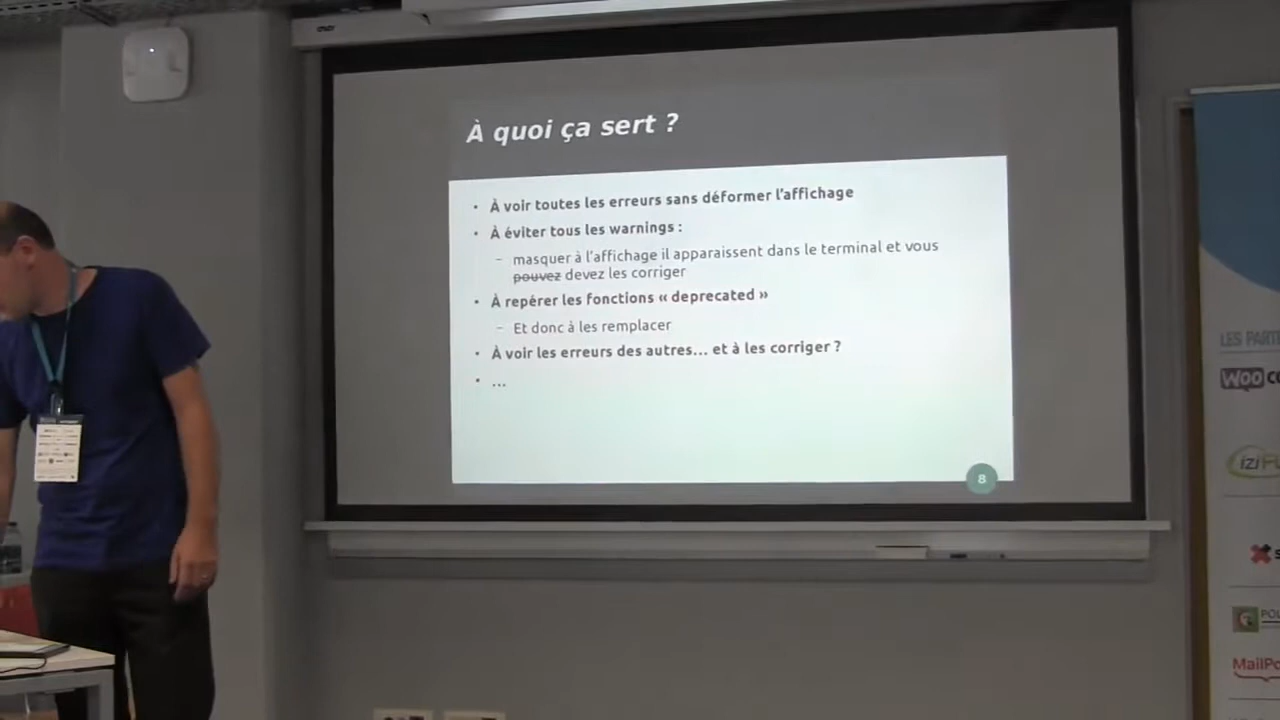 À quoi ça sert ?
• À voir toutes les erreurs sans déformer l'affichage
• À éviter tous les warnings :
– masquer à l'affichage il apparaissent dans le terminal et vous
pouvez devez les corriger
• À repérer les fonctions « deprecated »
– Et donc à les remplacer
• À voir les erreurs des autres... et à les corriger ?
• ...
8
LES
WOO
izi
MailPo